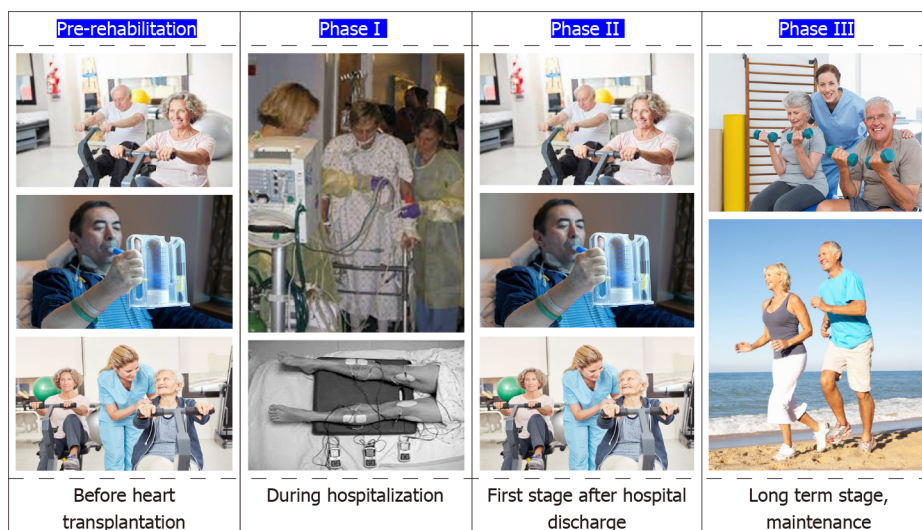 Pre-rehabilitation
Phase I
Phase II
Phase III
Before heart
transplantation
During hospitalization
First stage after hospital
discharge
Long term stage,
maintenance